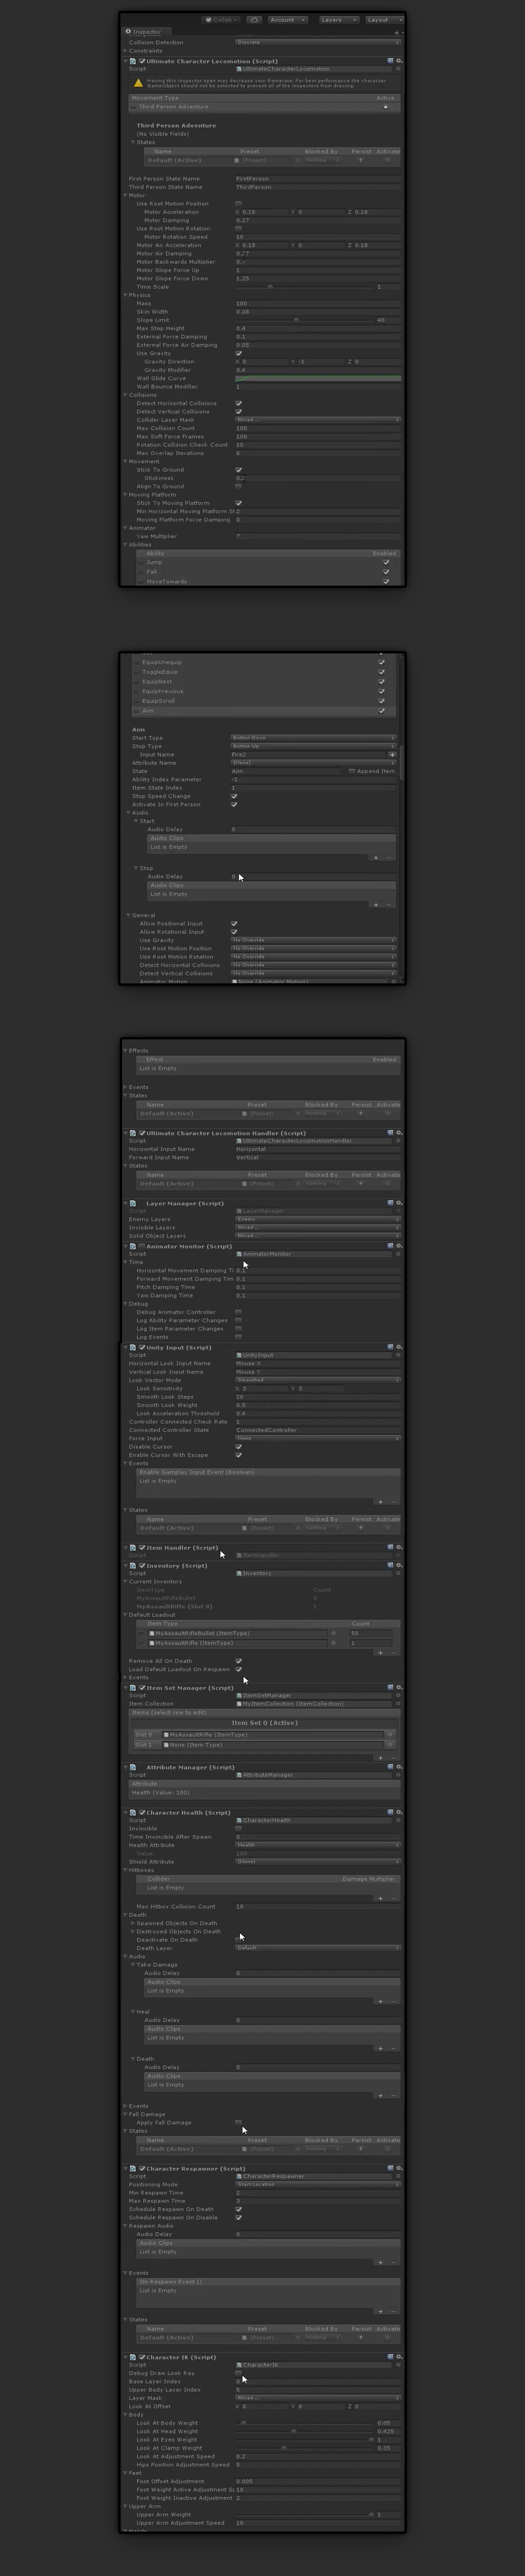 Collab
Account
Layers
Layout
Inspector
Collision Detection Discrete
Constraints
Ultimate Character Locomotion (Script)
Script UltimateCharacterLocomotion
Having this inspector open may decrease your framerate. For best performance the character
GameObject should not be selected to prevent all of the inspectors from drawing.
Movement Type Active
Third Person Adventure
Third Person Adventure
(No Visible Fields)
States
Name Preset Blocked By Persist Activate
Default (Active) (Preset) Nothing
First Person State Name FirstPerson
Third Person State Name ThirdPerson
Motor
Use Root Motion Position
Motor Acceleration X 0.18 Y 0 Z 0.18
Motor Damping 0.27
Use Root Motion Rotation
Motor Rotation Speed 10
Motor Air Acceleration X 0.18 Y 0 Z 0.18
Motor Air Damping
Motor Backwards Multiplier
Motor Slope Force Up 1
Motor Slope Force Down 1.25
Time Scale 1
Physics
Mass 100
Skin Width 0.08
Slope Limit 40
Max Step Height 0.4
External Force Damping 0.1
External Force Air Damping 0.05
Use Gravity
Gravity Direction X 0 Y -1 Z 0
Gravity Modifier 0.4
Wall Glide Curve
Wall Bounce Modifier 1
Collisions
Detect Horizontal Collisions
Detect Vertical Collisions
Collider Layer Mask Mixed ...
Max Collision Count 100
Max Soft Force Frames 100
Rotation Collision Check Count 10
Max Overlap Iterations 6
Movement
Stick To Ground
Stickiness
Align To Ground
Moving Platform
Stick To Moving Platform
Min Horizontal Moving Platform St 2
Moving Platform Force Damping 0
Animator
Yaw Multiplier 7
Abilities
Ability Enabled
Jump
Fall
MoveTowards
EquipUnequip
ToggleEquip
EquipNext
EquipPrevious
EquipScroll
Aim
Aim
Start Type Button Down
Stop Type Button Up
Input Name Fire2
Attribute Name (None)
State Aim Append Item
Ability Index Parameter -1
Item State Index 1
Stop Speed Change
Activate In First Person
Audio
Start
Audio Delay 0
Audio Clips
List is Empty
Stop
Audio Delay 0
Audio Clips
List is Empty
General
Allow Positional Input
Allow Rotational Input
Use Gravity No Override
Use Root Motion Position No Override
Use Root Motion Rotation No Override
Detect Horizontal Collisions No Override
Detect Vertical Collisions No Override
Animator Motion None (Animator Motion)
Effects
Effect Enabled
List is Empty
Events
States
Name Preset Blocked By Persist Activate
Default (Active) (Preset) Nothing
Ultimate Character Locomotion Handler (Script)
Script UltimateCharacterLocomotionHandler
Horizontal Input Name Horizontal
Forward Input Name Vertical
States
Name Preset Blocked By Persist Activate
Default (Active) (Preset) Nothing
Layer Manager (Script)
Script LayerManager
Enemy Layers Enemy
Invisible Layers Mixed ...
Solid Object Layers Mixed ...
Animator Monitor (Script)
Script AnimatorMonitor
Time
Horizontal Movement Damping Ti 0.1
Forward Movement Damping Tim 0.1
Pitch Damping Time 0.1
Yaw Damping Time 0.1
Debug
Debug Animator Controller
Log Ability Parameter Changes
Log Item Parameter Changes
Log Events
Unity Input (Script)
Script UnityInput
Horizontal Look Input Name Mouse X
Vertical Look Input Name Mouse Y
Look Vector Mode Smoothed
Look Sensitivity X 3 Y 3
Smooth Look Steps 20
Smooth Look Weight 0.5
Look Acceleration Threshold 0.4
Controller Connected Check Rate 1
Connected Controller State ConnectedController
Force Input None
Disable Cursor
Enable Cursor With Escape
Events
Enable Gamplay Input Event (Boolean)
List is Empty
States
Name Preset Blocked By Persist Activate
Default (Active) (Preset) Nothing
Item Handler (Script)
Script ItemHandler
Inventory (Script)
Script Inventory
Current Inventory
ItemType Count
MyAssaultRifleBullet 0
MyAssaultRifle (Slot 0) 1
Default Loadout
Item Type Count
MyAssaultRifleBullet (ItemType) 50
MyAssaultRifle (ItemType) 1
Remove All On Death
Load Default Loadout On Respawn
Events
Item Set Manager (Script)
Script ItemSetManager
Item Collection MyItemCollection (ItemCollection)
Items (select row to edit)
Item Set 0 (Active)
Slot 0 MyAssaultRifle (ItemType)
Slot 1 None (Item Type)
Attribute Manager (Script)
Script AttributeManager
Attribute
Health (Value: 100)
Character Health (Script)
Script CharacterHealth
Invincible
Time Invincible After Spawn 0
Health Attribute Health
Value 100
Shield Attribute (None)
Hitboxes
Collider Damage Multiplier
List is Empty
Max Hitbox Collision Count 10
Death
Spawned Objects On Death
Destroyed Objects On Death
Deactivate On Death
Death Layer Default
Audio
Take Damage
Audio Delay 0
Audio Clips
List is Empty
Heal
Audio Delay 0
Audio Clips
List is Empty
Death
Audio Delay 0
Audio Clips
List is Empty
Events
Fall Damage
Apply Fall Damage
States
Name Preset Blocked By Persist Activate
Default (Active) (Preset) Nothing
Character Respawner (Script)
Script CharacterRespawner
Positioning Mode Start Location
Min Respawn Time 2
Max Respawn Time 3
Schedule Respawn On Death
Schedule Respawn On Disable
Respawn Audio
Audio Delay 0
Audio Clips
List is Empty
Events
On Respawn Event ()
List is Empty
States
Name Preset Blocked By Persist Activate
Default (Active) (Preset) Nothing
Character IK (Script)
Script CharacterIK
Debug Draw Look Ray
Base Layer Index
Upper Body Layer Index
Layer Mask Mixed ...
Look At Offset X 0 Y 0 Z 0
Body
Look At Body Weight 0.05
Look At Head Weight 0.425
Look At Eyes Weight 1
Look At Clamp Weight 0.35
Look At Adjustment Speed 0.2
Hips Position Adjustment Speed 5
Feet
Foot Offset Adjustment 0.005
Foot Weight Active Adjustment S 10
Foot Weight Inactive Adjustment 2
Upper Arm
Upper Arm Weight 1
Upper Arm Adjustment Speed 10